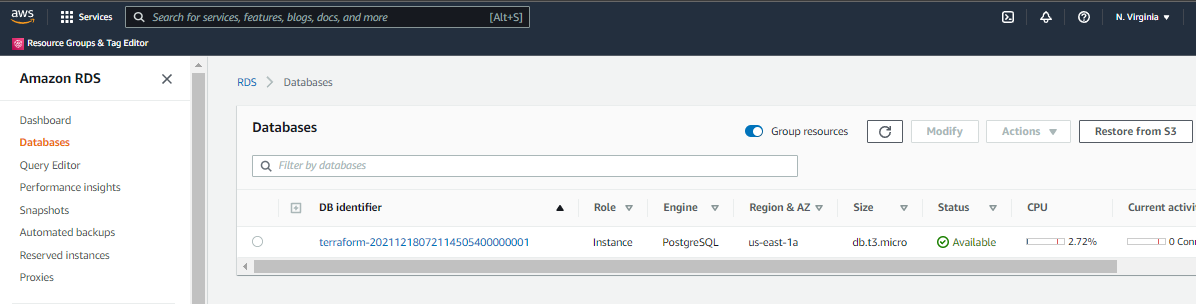 aws Services Search for services, features, blogs, docs, and more [Alt+S] N. Virginia
Resource Groups & Tag Editor
Amazon RDS
Dashboard
Databases
Query Editor
Performance insights
Snapshots
Automated backups
Reserved instances
Proxies
RDS Databases
Databases Group resources Modify Actions Restore from S3
Filter by databases
DB identifier Role Engine Region & AZ Size Status CPU Current activi
terraform-20211218072114505400000001 Instance PostgreSQL us-east-1a db.t3.micro Available 2.72% 0 Conn